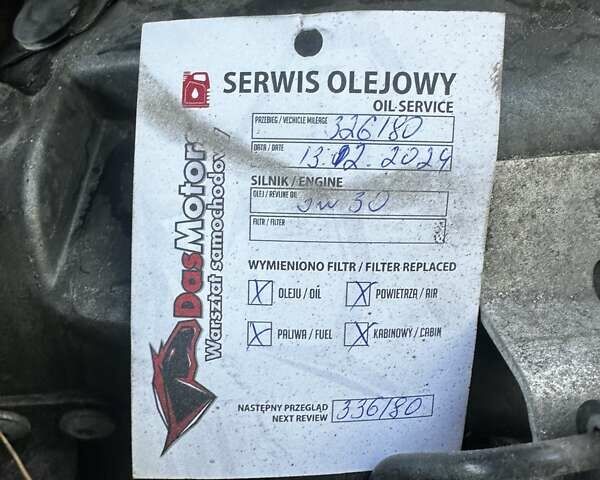 SERWIS OLEJOWY
OIL SERVICE
PRZEBIEG / VECHICLE MILEAGE 326180
DATA / DATE 13.12.2024
SILNIK / ENGINE
OLEJ / REVLINE OIL 5W 30
FILTR / FILTER
WYMIENIONO FILTR / FILTER REPLACED
X OLEJU / OIL X POWIETRZA / AIR
X PALIWA / FUEL X KABINOWY / CABIN
NASTĘPNY PRZEGLĄD
NEXT REVIEW 336180
DasMotors
Warsztat samochodowy